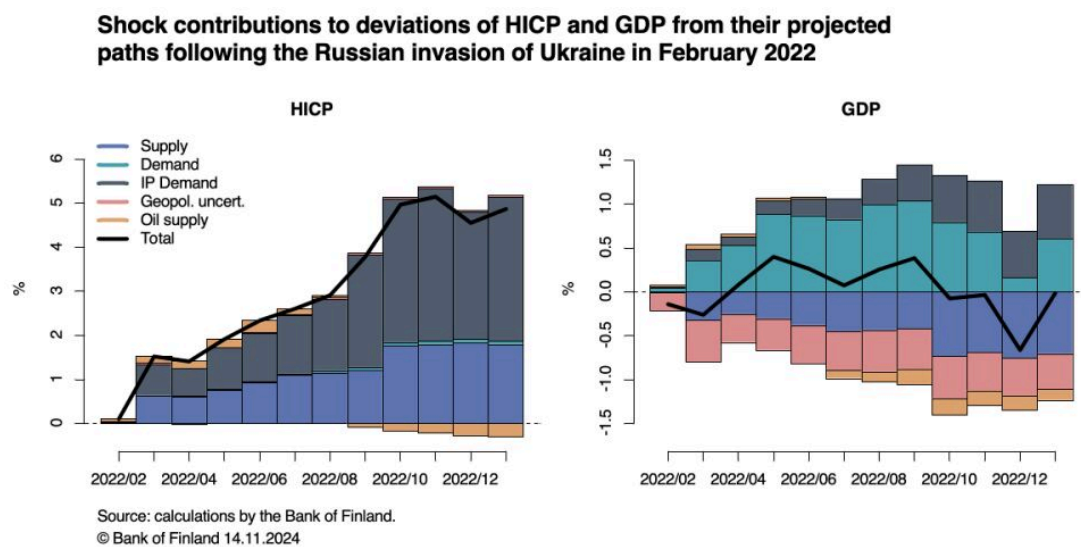 Shock contributions to deviations of HICP and GDP from their projected
paths following the Russian invasion of Ukraine in February 2022
HICP
Supply
Demand
IP Demand
Geopol. uncert.
Oil supply
Total
%
6
5
4
3
2
1
0
2022/02 2022/04 2022/06 2022/08 2022/10 2022/12
GDP
%
1.5
1.0
0.5
0.0
-0.5
-1.0
-1.5
2022/02 2022/04 2022/06 2022/08 2022/10 2022/12
Source: calculations by the Bank of Finland.
© Bank of Finland 14.11.2024